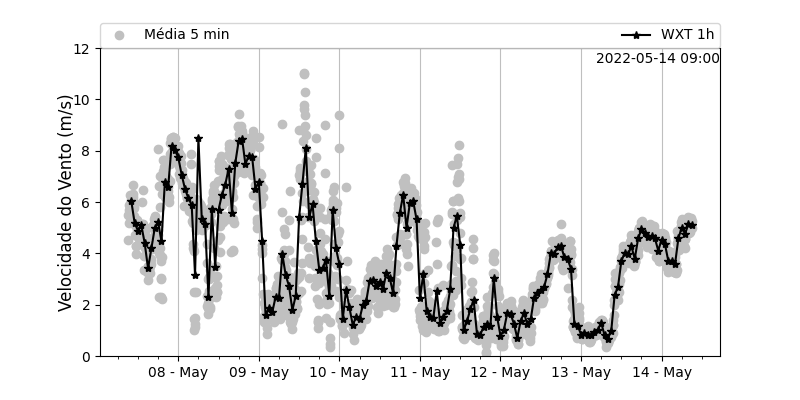 Média 5 min
WXT 1h
2022-05-14 09:00
Velocidade do Vento (m/s)
12
10
8
6
4
2
0
08 - May
09 - May
10 - May
11 - May
12 - May
13 - May
14 - May